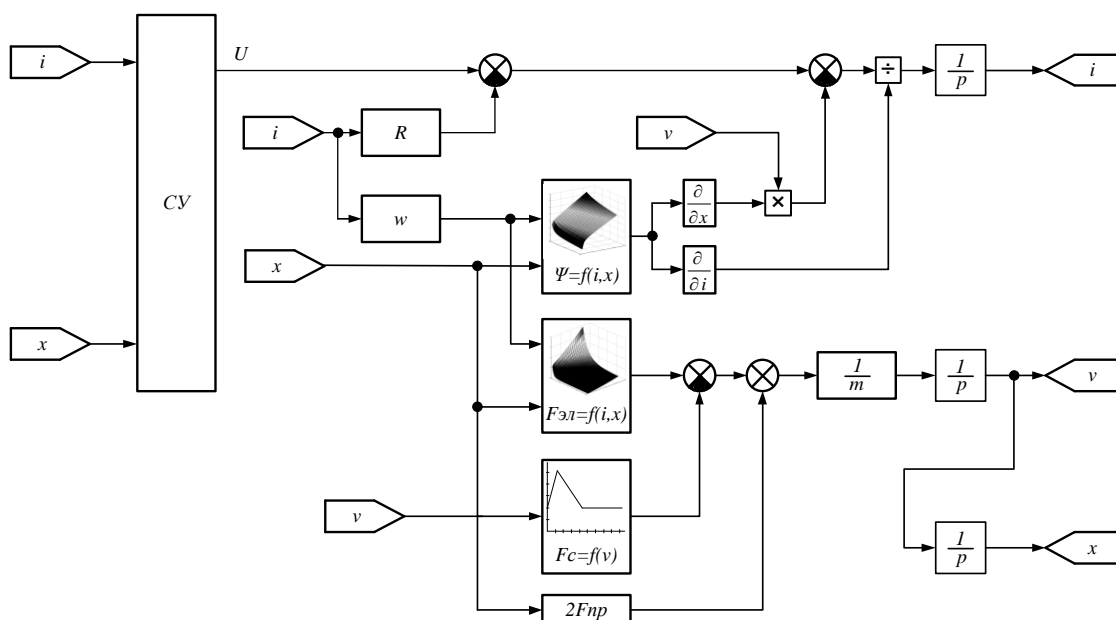 i
U
1
p
i
i
R
v
СУ
w
∂
∂x
×
÷
Ψ=f(i,x)
x
∂
∂i
x
Fэл=f(i,x)
1
m
1
p
v
v
Fc=f(v)
1
p
x
2Fпр